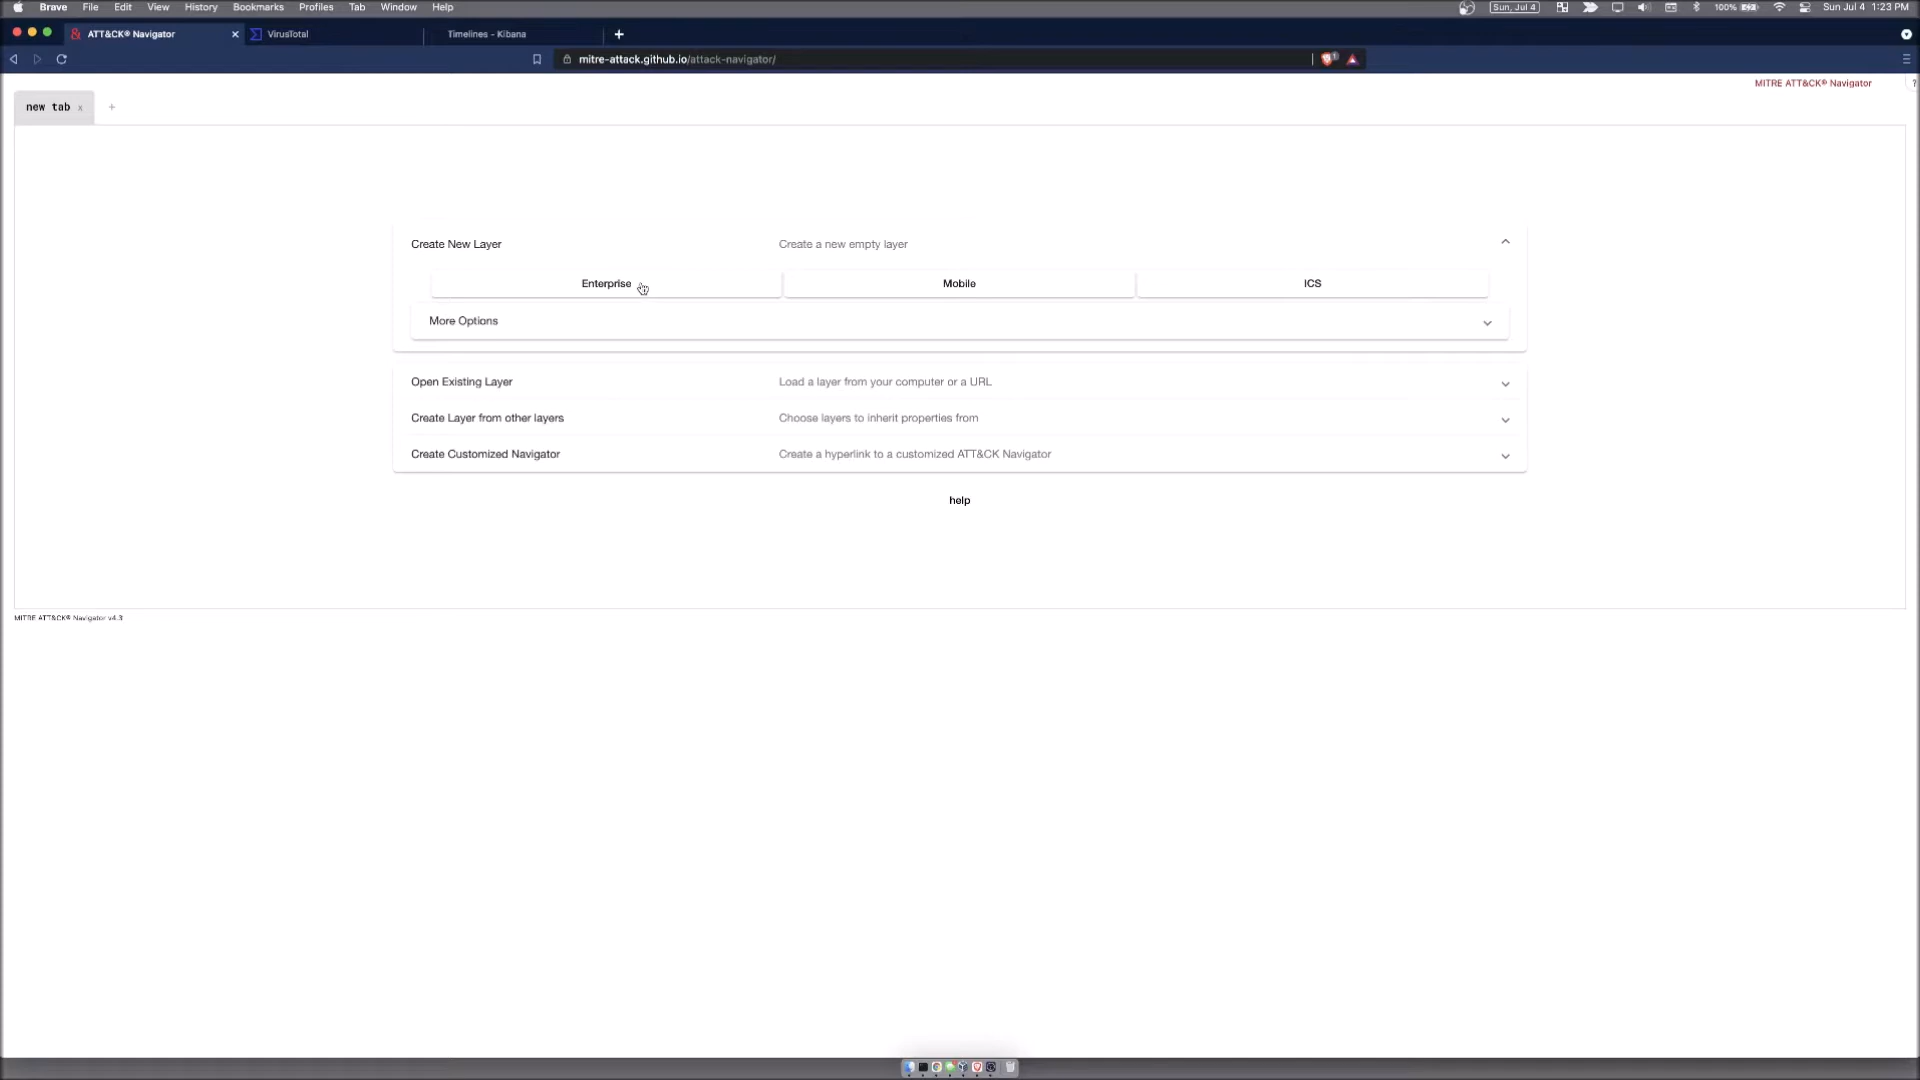 Brave File Edit View History Bookmarks Profiles Tab Window Help Sun, Jul 4 100% Sun Jul 4 1:23 PM
ATT&CK® Navigator VirusTotal Timelines - Kibana
mitre-attack.github.io/attack-navigator/
MITRE ATT&CK® Navigator ?
new tab x +
Create New Layer Create a new empty layer
Enterprise Mobile ICS
More Options
Open Existing Layer Load a layer from your computer or a URL
Create Layer from other layers Choose layers to inherit properties from
Create Customized Navigator Create a hyperlink to a customized ATT&CK Navigator
help
MITRE ATT&CK® Navigator v4.3